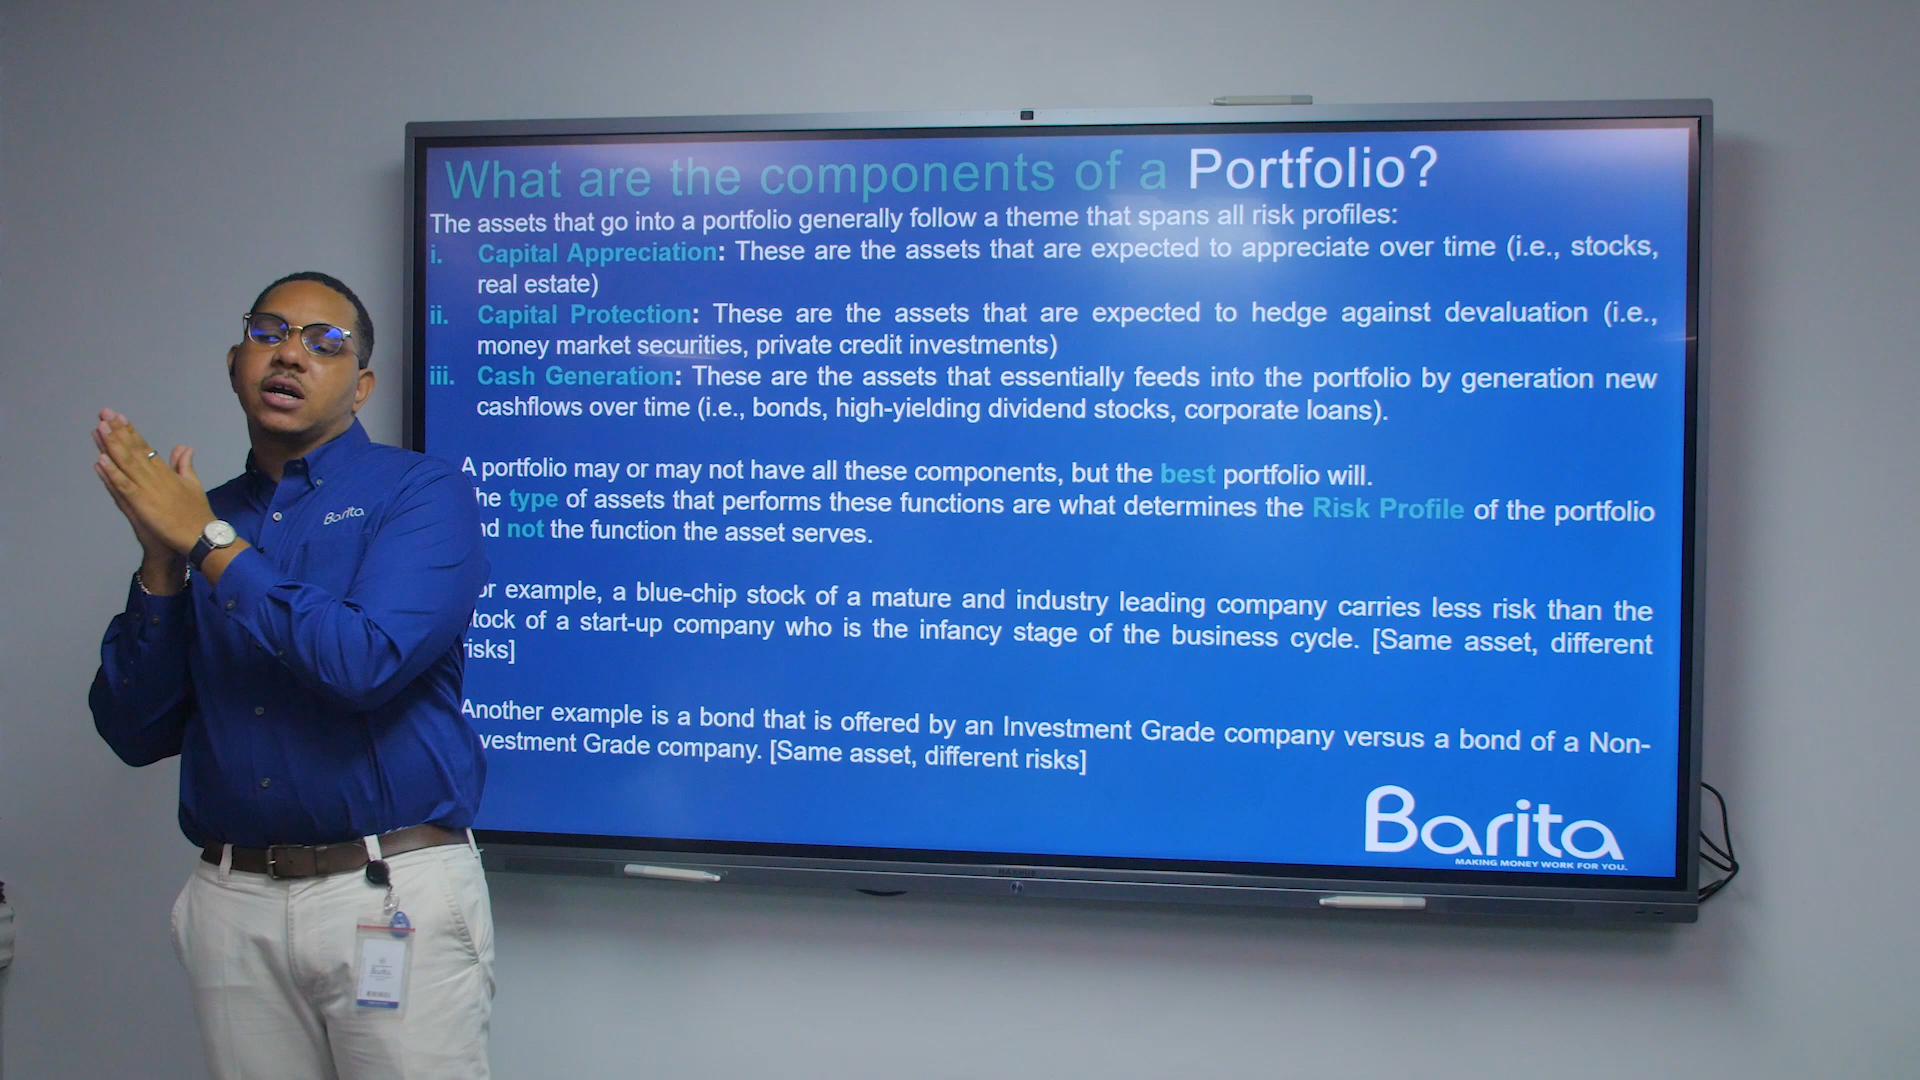 What are the components of a Portfolio?
The assets that go into a portfolio generally follow a theme that spans all risk profiles:
i. Capital Appreciation: These are the assets that are expected to appreciate over time (i.e., stocks,
real estate)
ii. Capital Protection: These are the assets that are expected to hedge against devaluation (i.e.,
money market securities, private credit investments)
iii. Cash Generation: These are the assets that essentially feeds into the portfolio by generation new
cashflows over time (i.e., bonds, high-yielding dividend stocks, corporate loans).
A portfolio may or may not have all these components, but the best portfolio will.
he type of assets that performs these functions are what determines the Risk Profile of the portfolio
nd not the function the asset serves.
or example, a blue-chip stock of a mature and industry leading company carries less risk than the
tock of a start-up company who is the infancy stage of the business cycle. [Same asset, different
risks]
Another example is a bond that is offered by an Investment Grade company versus a bond of a Non-
vestment Grade company. [Same asset, different risks]
Barita
MAKING MONEY WORK FOR YOU.
Barita
Barita
MAXHUB